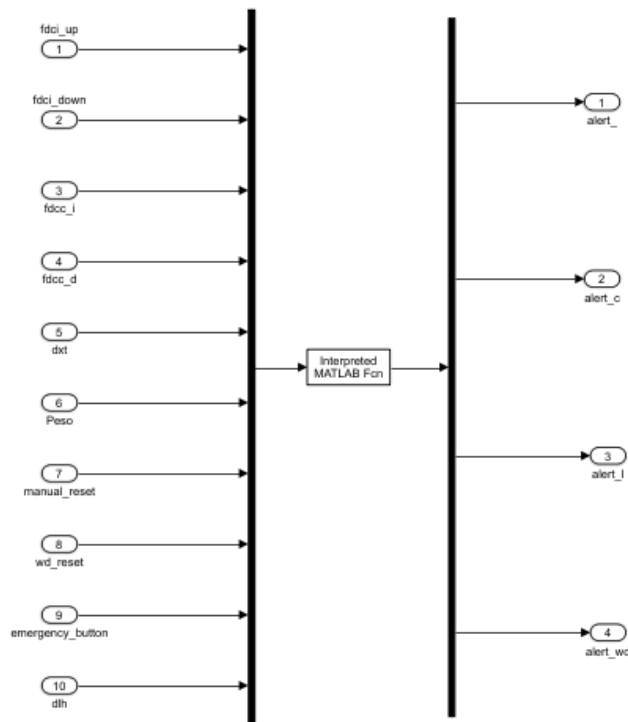 fdci_up
1
fdci_down
2
3
fdcc_i
4
fdcc_d
5
dxt
6
Peso
7
manual_reset
8
wd_reset
9
emergency_button
10
dlh
Interpreted
MATLAB Fcn
1
alert_
2
alert_c
3
alert_l
4
alert_wd